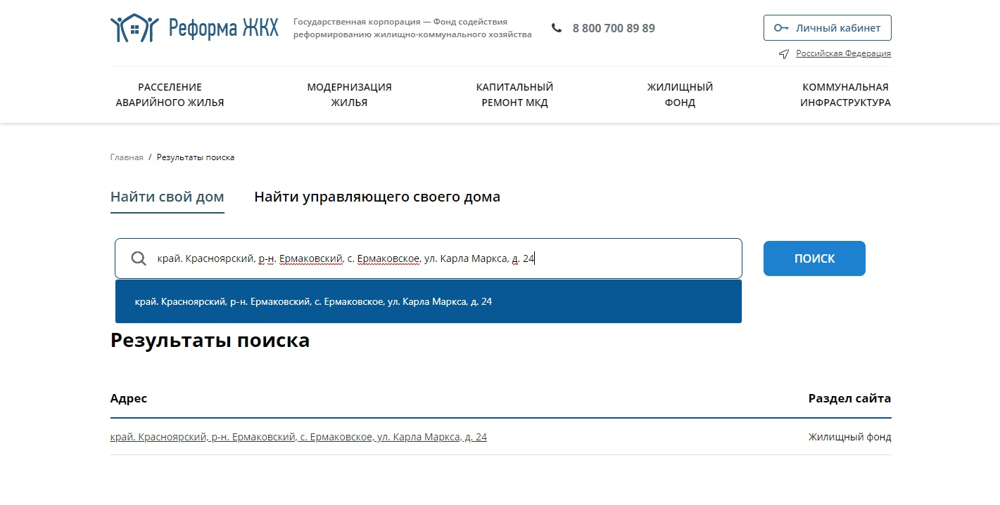 Реформа ЖКХ
Государственная корпорация — Фонд содействия
реформированию жилищно-коммунального хозяйства
8 800 700 89 89
Личный кабинет
Российская Федерация
РАССЕЛЕНИЕ
АВАРИЙНОГО ЖИЛЬЯ
МОДЕРНИЗАЦИЯ
ЖИЛЬЯ
КАПИТАЛЬНЫЙ
РЕМОНТ МКД
ЖИЛИЩНЫЙ
ФОНД
КОММУНАЛЬНАЯ
ИНФРАСТРУКТУРА
Главная / Результаты поиска
Найти свой дом
Найти управляющего своего дома
край. Красноярский, р-н. Ермаковский, с. Ермаковское, ул. Карла Маркса, д. 24
ПОИСК
край. Красноярский, р-н. Ермаковский, с. Ермаковское, ул. Карла Маркса, д. 24
Результаты поиска
Адрес
Раздел сайта
край. Красноярский, р-н. Ермаковский, с. Ермаковское, ул. Карла Маркса, д. 24
Жилищный фонд